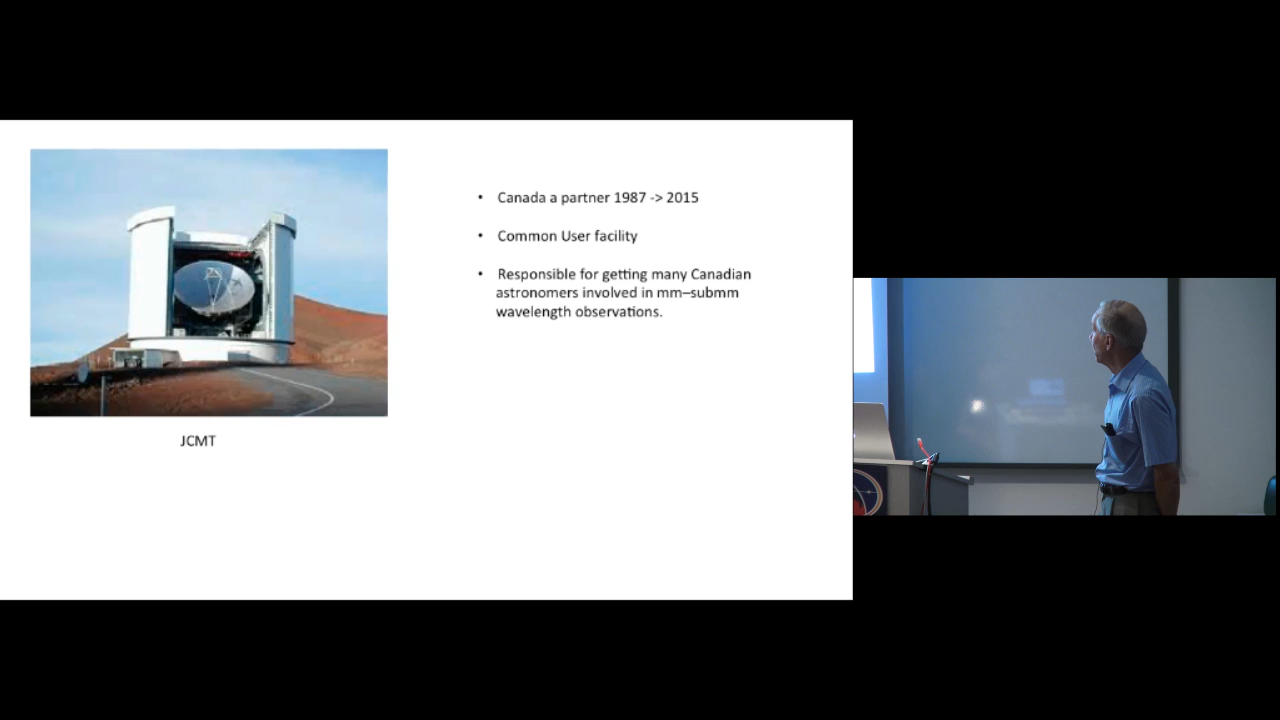 • Canada a partner 1987 -> 2015
• Common User facility
• Responsible for getting many Canadian
astronomers involved in mm–submm
wavelength observations.
JCMT